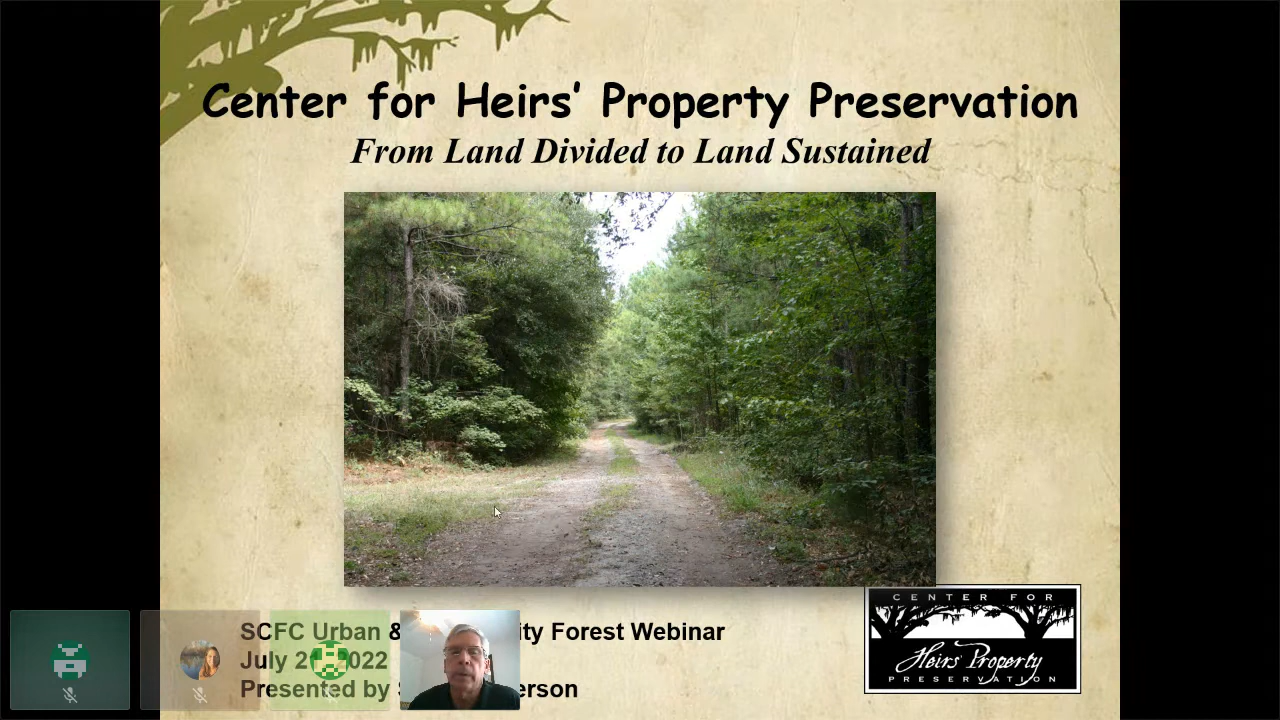 Center for Heirs’ Property Preservation
From Land Divided to Land Sustained
SCFC Urban & ity Forest Webinar
July 2 2022
Presented by erson
CENTER FOR
Heirs' Property
PRESERVATION